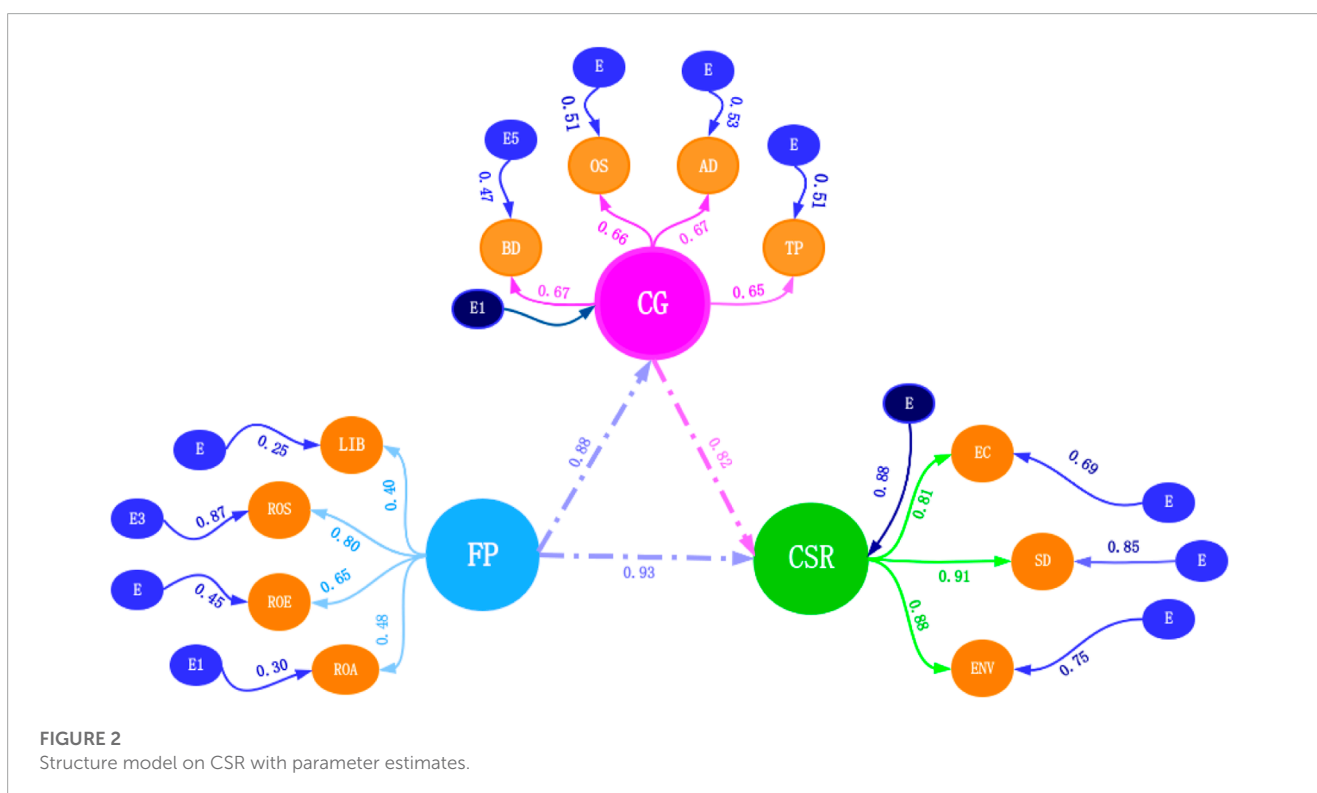 E
E
0.51
0.53
E5
E
OS
AD
0.47
0.51
0.66
0.67
BD
TP
0.67
0.65
E1
CG
E
0.88
0.82
E
LIB
EC
0.25
0.69
0.88
0.81
0.40
E3
0.87
ROS
E
0.80
FP
CSR
0.93
SD
0.85
E
0.91
E
0.45
ROE
0.65
0.88
E
0.48
E1
0.30
ROA
ENV
0.75
FIGURE 2
Structure model on CSR with parameter estimates.